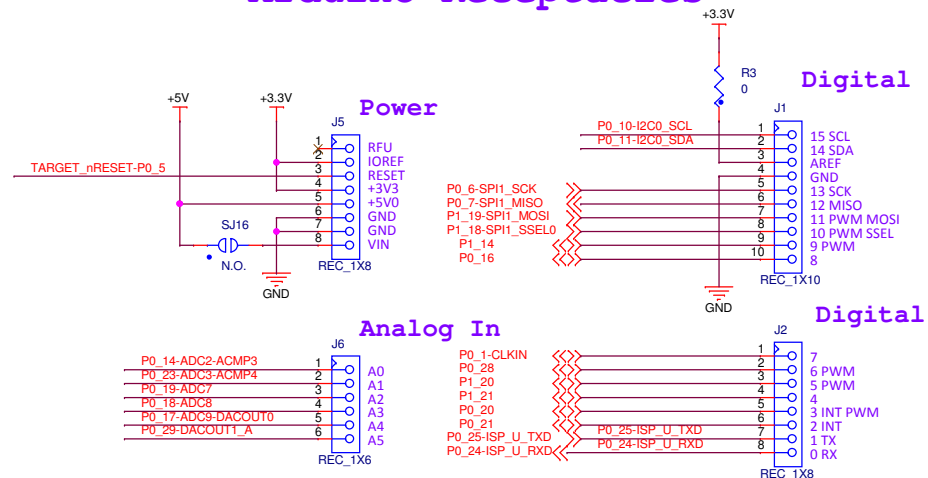 +3.3V
R3
0
Digital
J1
P0_10-I2C0_SCL 1 15 SCL
P0_11-I2C0_SDA 2 14 SDA
3 AREF
4 GND
P0_6-SPI1_SCK 5 13 SCK
P0_7-SPI1_MISO 6 12 MISO
P1_19-SPI1_MOSI 7 11 PWM MOSI
P1_18-SPI1_SSEL0 8 10 PWM SSEL
P1_14 9 9 PWM
P0_16 10 8
REC_1X10
GND
+5V +3.3V
Power
J5
1 RFU
2 IOREF
TARGET_nRESET-P0_5 3 RESET
4 +3V3
5 +5V0
6 GND
7 GND
SJ16 8 VIN
N.O.
REC_1X8
GND
Analog In
J6
P0_14-ADC2-ACMP3 1 A0
P0_23-ADC3-ACMP4 2 A1
P0_19-ADC7 3 A2
P0_18-ADC8 4 A3
P0_17-ADC9-DACOUT0 5 A4
P0_29-DACOUT1_A 6 A5
REC_1X6
Digital
J2
P0_1-CLKIN 1 7
P0_28 2 6 PWM
P1_20 3 5 PWM
P1_21 4 4
P0_20 5 3 INT PWM
P0_21 6 2 INT
P0_25-ISP_U_TXD P0_25-ISP_U_TXD 7 1 TX
P0_24-ISP_U_RXD P0_24-ISP_U_RXD 8 0 RX
REC_1X8